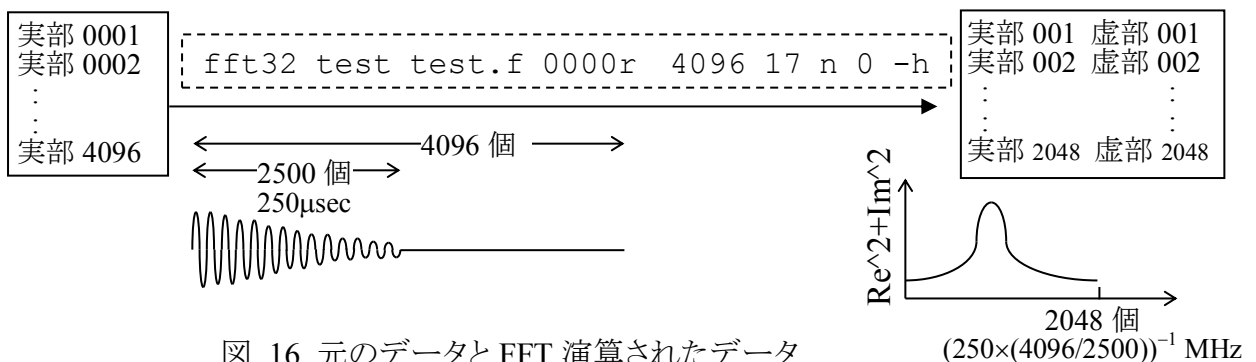 実部 0001
実部 0002
⋮
実部 4096
fft32 test test.f 0000r 4096 17 n 0 -h
実部 001 虚部 001
実部 002 虚部 002
⋮ ⋮
実部 2048 虚部 2048
4096 個
2500 個
250μsec
Re^2+Im^2
2048 個
(250×(4096/2500))⁻¹ MHz
図 16 元のデータと FFT 演算されたデータ